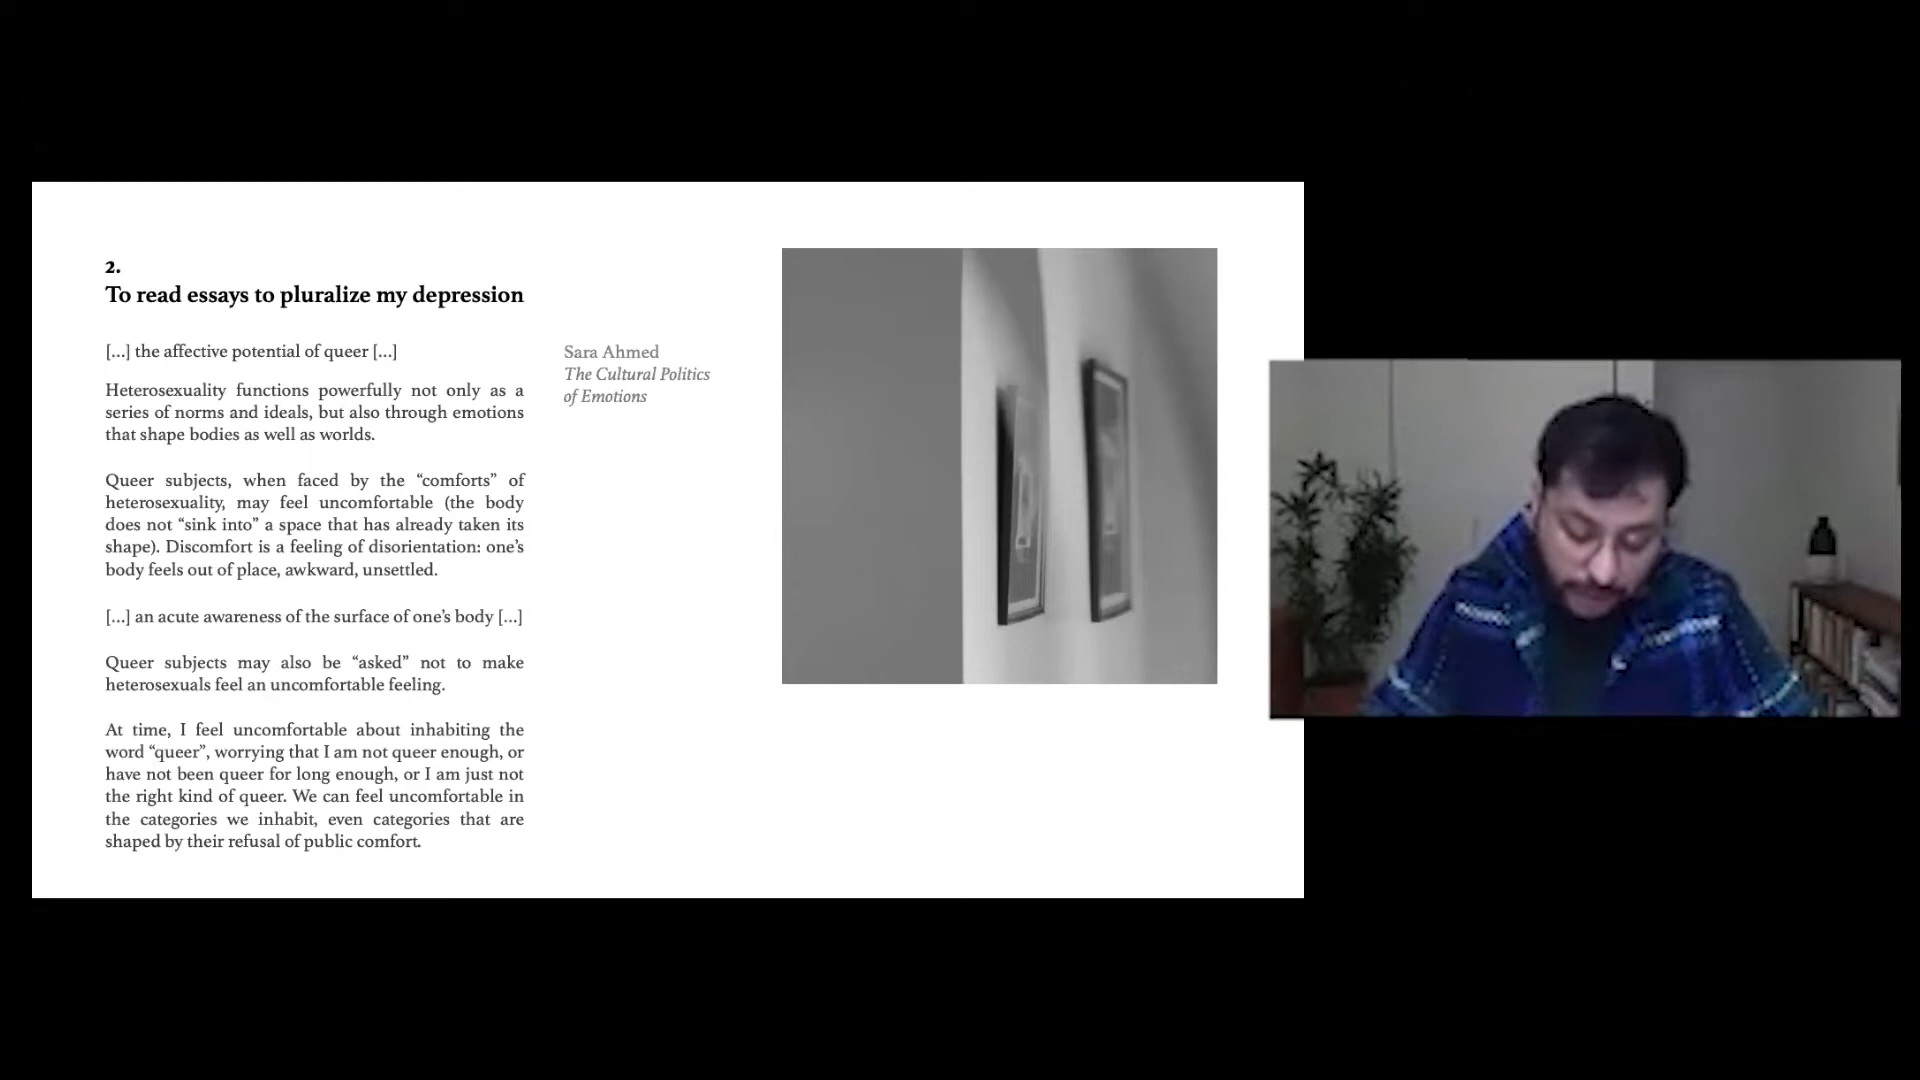 2.
To read essays to pluralize my depression
[...] the affective potential of queer [...]
Heterosexuality functions powerfully not only as a
series of norms and ideals, but also through emotions
that shape bodies as well as worlds.
Queer subjects, when faced by the “comforts” of
heterosexuality, may feel uncomfortable (the body
does not “sink into” a space that has already taken its
shape). Discomfort is a feeling of disorientation: one’s
body feels out of place, awkward, unsettled.
[...] an acute awareness of the surface of one’s body [...]
Queer subjects may also be “asked” not to make
heterosexuals feel an uncomfortable feeling.
At time, I feel uncomfortable about inhabiting the
word “queer”, worrying that I am not queer enough, or
have not been queer for long enough, or I am just not
the right kind of queer. We can feel uncomfortable in
the categories we inhabit, even categories that are
shaped by their refusal of public comfort.
Sara Ahmed
The Cultural Politics
of Emotions